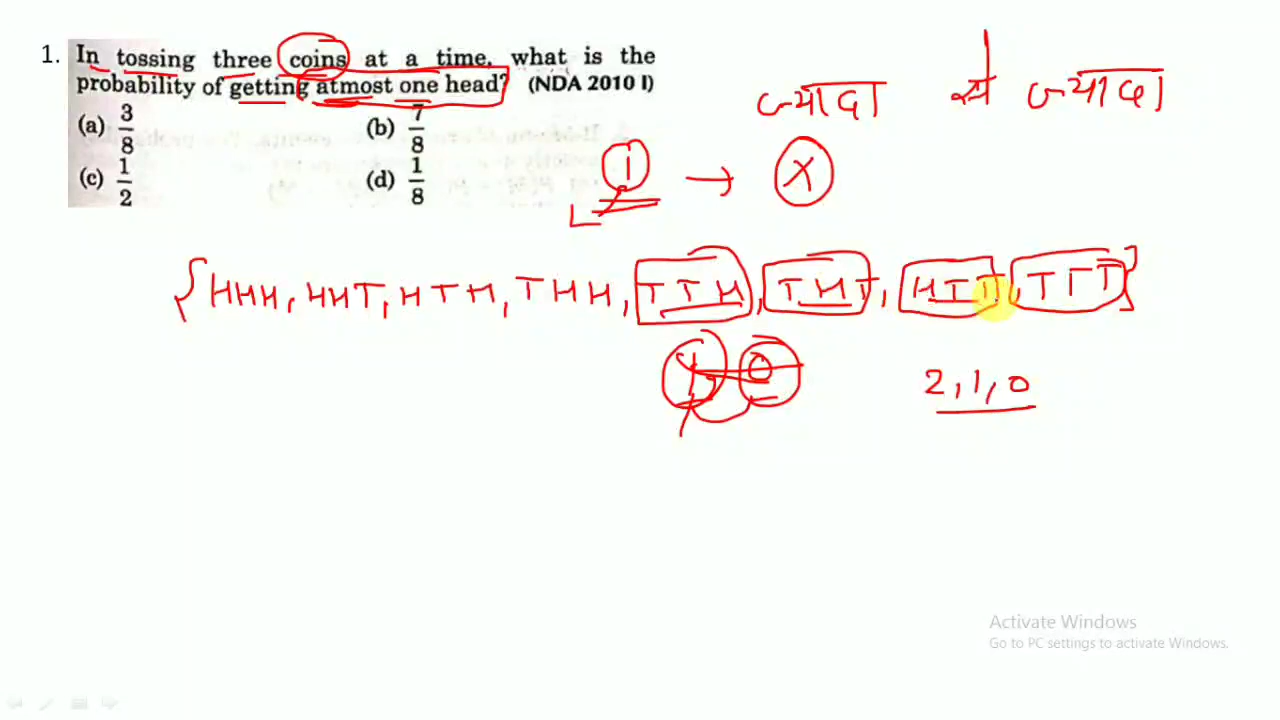 1. In tossing three coins at a time, what is the
probability of getting atmost one head? (NDA 2010 I)
(a) 3/8 (b) 7/8
(c) 1/2 (d) 1/8
ज्यादा से ज्यादा
1 → X
{HHH, HHT, HTH, THH, TTH, THT, HTT, TTT}
1 0
2, 1, 0
Activate Windows
Go to PC settings to activate Windows.